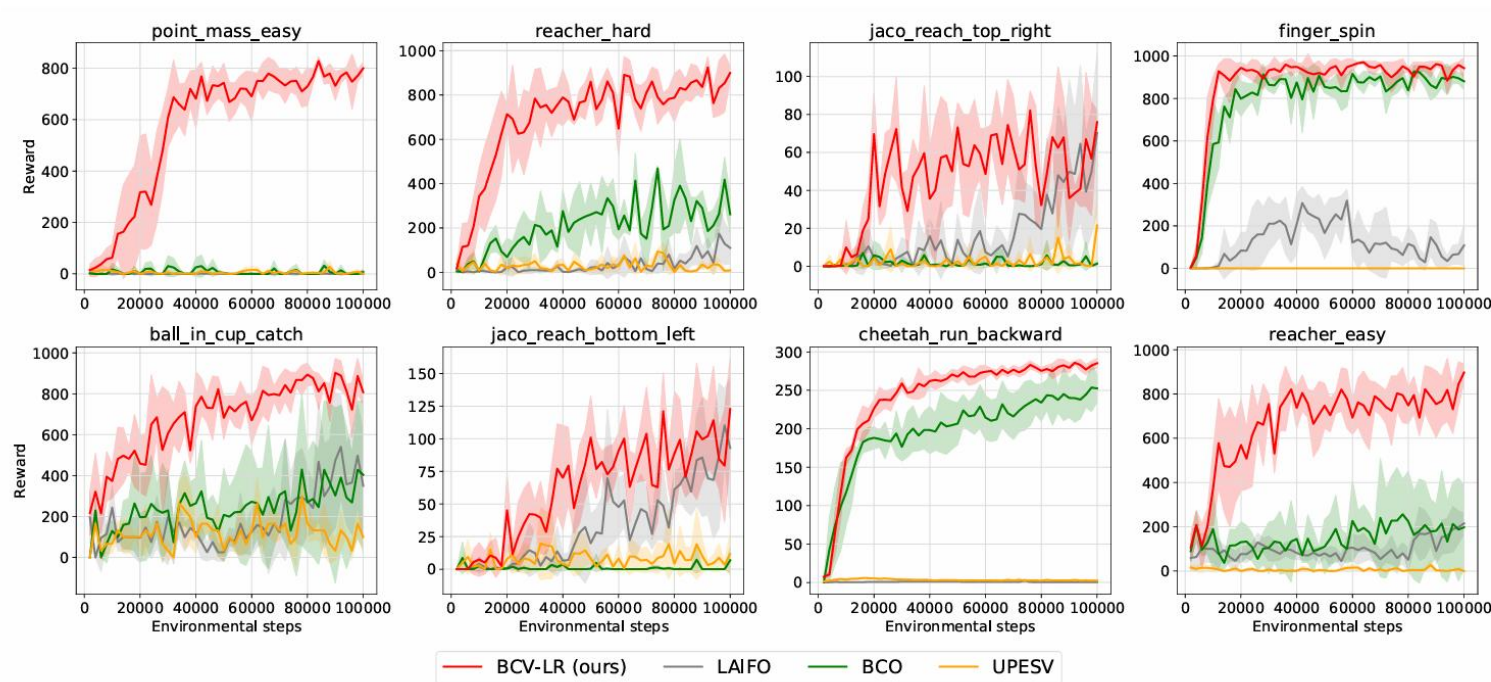 point_mass_easy
reacher_hard
jaco_reach_top_right
finger_spin
Reward
800
600
400
200
0
0 20000 40000 60000 80000 100000
1000
800
600
400
200
0
0 20000 40000 60000 80000 100000
100
80
60
40
20
0
0 20000 40000 60000 80000 100000
1000
800
600
400
200
0
0 20000 40000 60000 80000 100000
ball_in_cup_catch
jaco_reach_bottom_left
cheetah_run_backward
reacher_easy
Reward
1000
800
600
400
200
0
0 20000 40000 60000 80000 100000
Environmental steps
150
125
100
75
50
25
0
0 20000 40000 60000 80000 100000
Environmental steps
300
250
200
150
100
50
0
0 20000 40000 60000 80000 100000
Environmental steps
1000
800
600
400
200
0
0 20000 40000 60000 80000 100000
Environmental steps
BCV-LR (ours) LAIFO BCO UPESV